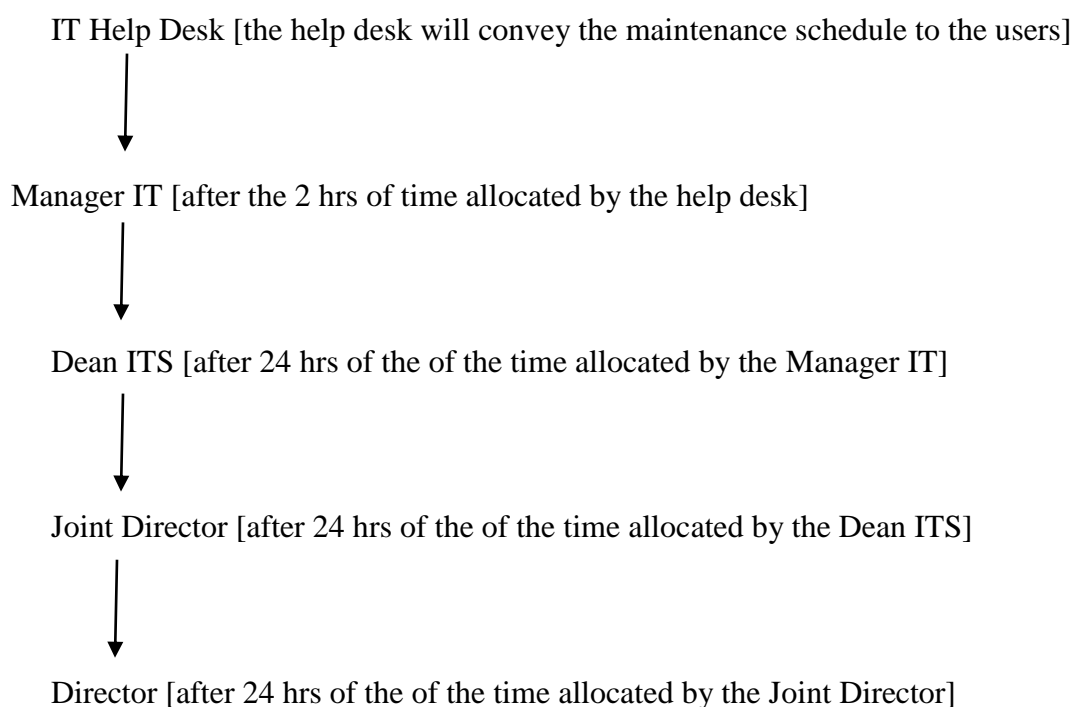 IT Help Desk [the help desk will convey the maintenance schedule to the users]
Manager IT [after the 2 hrs of time allocated by the help desk]
Dean ITS [after 24 hrs of the of the time allocated by the Manager IT]
Joint Director [after 24 hrs of the of the time allocated by the Dean ITS]
Director [after 24 hrs of the of the time allocated by the Joint Director]